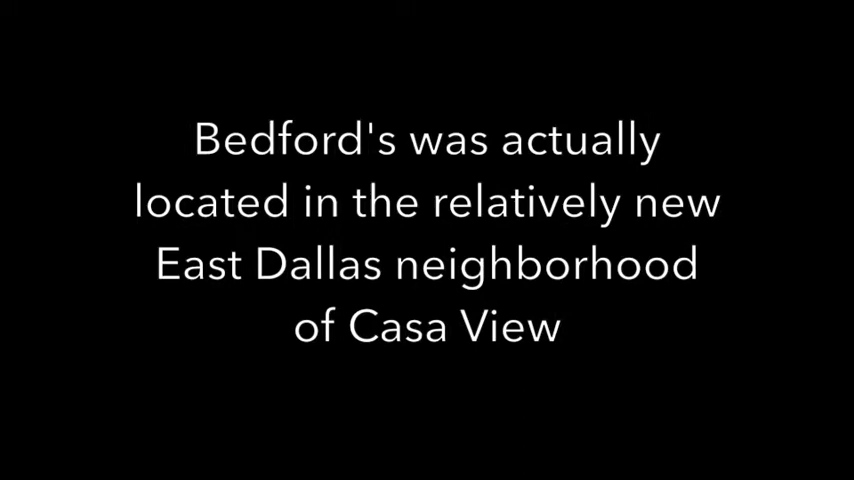 Bedford's was actually
located in the relatively new
East Dallas neighborhood
of Casa View